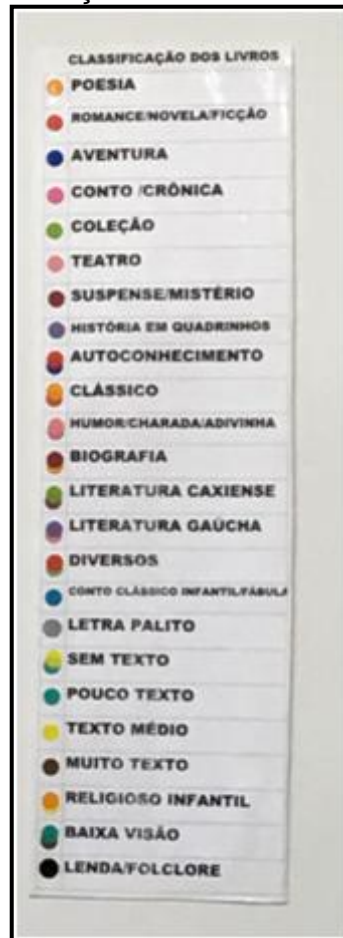 CLASSIFICAÇÃO DOS LIVROS
POESIA
ROMANCE/NOVELA/FICÇÃO
AVENTURA
CONTO /CRÔNICA
COLEÇÃO
TEATRO
SUSPENSE/MISTÉRIO
HISTÓRIA EM QUADRINHOS
AUTOCONHECIMENTO
CLÁSSICO
HUMOR/CHARADA/ADIVINHA
BIOGRAFIA
LITERATURA CAXIENSE
LITERATURA GAÚCHA
DIVERSOS
CONTO CLÁSSICO INFANTIL/FÁBULA
LETRA PALITO
SEM TEXTO
POUCO TEXTO
TEXTO MÉDIO
MUITO TEXTO
RELIGIOSO INFANTIL
BAIXA VISÃO
LENDA/FOLCLORE